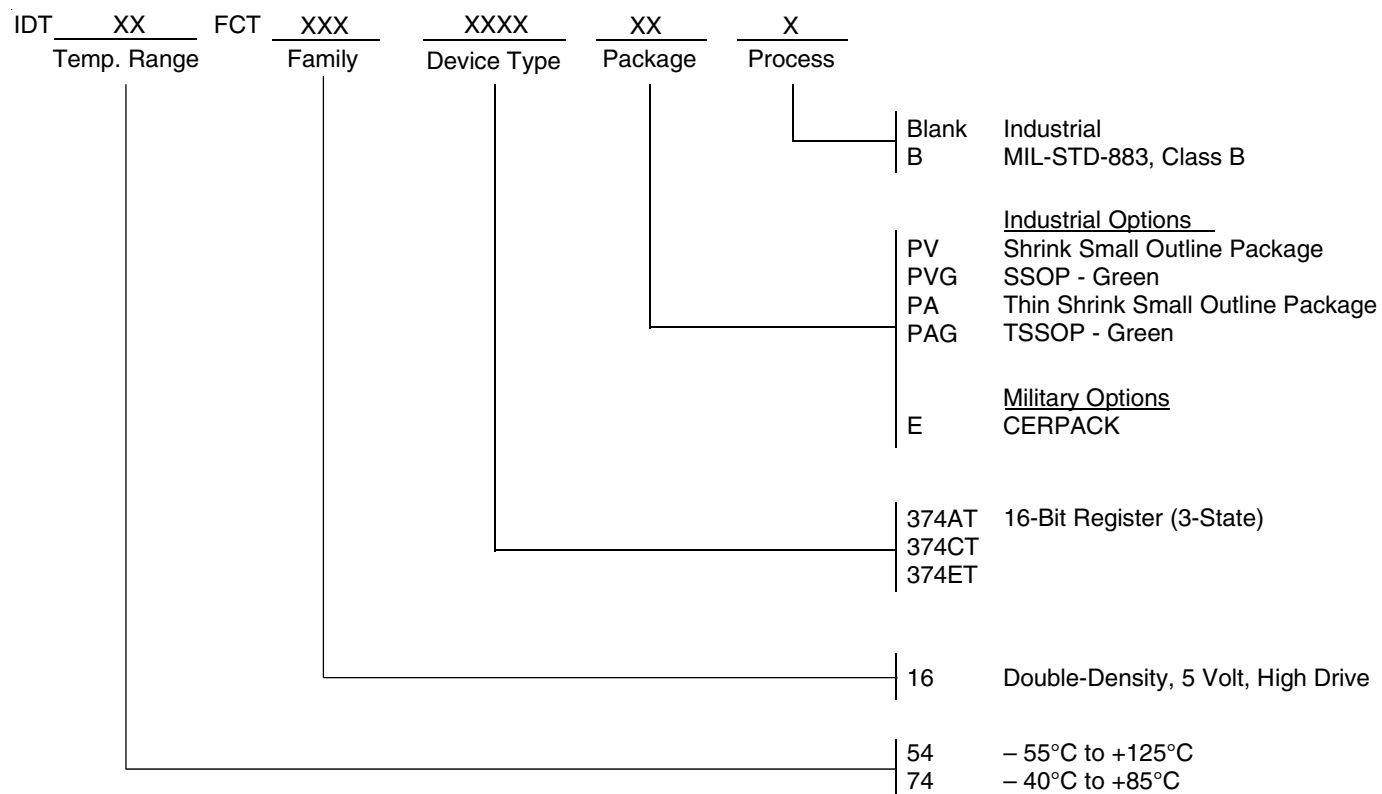 IDT XX FCT XXX XXXX XX X
Temp. Range Family Device Type Package Process
Blank Industrial
B MIL-STD-883, Class B
Industrial Options
PV Shrink Small Outline Package
PVG SSOP - Green
PA Thin Shrink Small Outline Package
PAG TSSOP - Green
Military Options
E CERPACK
374AT 16-Bit Register (3-State)
374CT
374ET
16 Double-Density, 5 Volt, High Drive
54 – 55°C to +125°C
74 – 40°C to +85°C